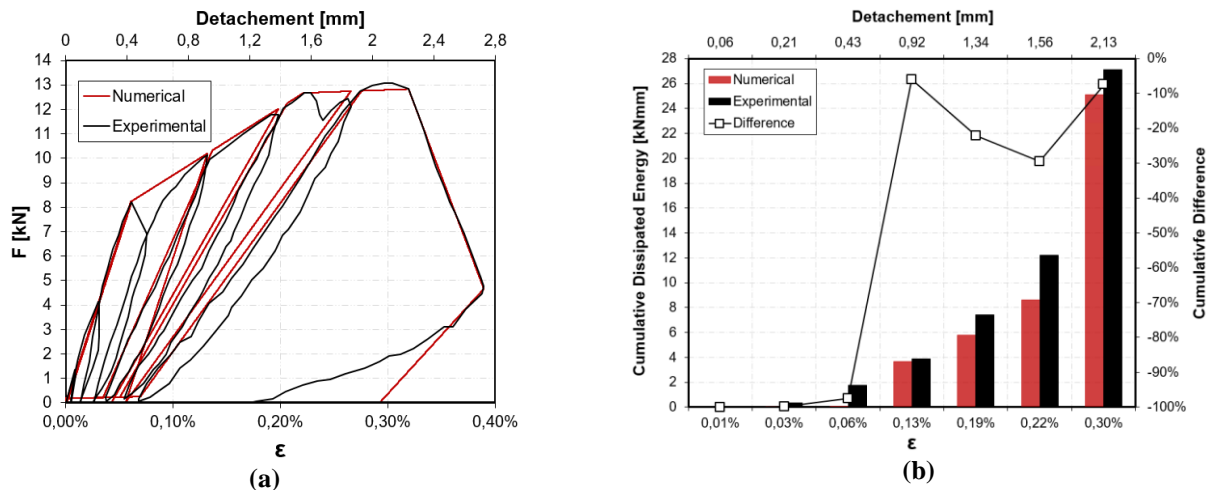 Detachement [mm]
0 0,4 0,8 1,2 1,6 2 2,4 2,8
F [kN]
14
13
12
11
10
9
8
7
6
5
4
3
2
1
0
Numerical
Experimental
0,00% 0,10% 0,20% 0,30% 0,40%
ε
(a)
Detachement [mm]
0,06 0,21 0,43 0,92 1,34 1,56 2,13
Cumulative Dissipated Energy [kNmm]
28
26
24
22
20
18
16
14
12
10
8
6
4
2
0
Numerical
Experimental
Difference
0%
-10%
-20%
-30%
-40%
-50%
-60%
-70%
-80%
-90%
-100%
Cumulativfe Difference
0,01% 0,03% 0,06% 0,13% 0,19% 0,22% 0,30%
ε
(b)